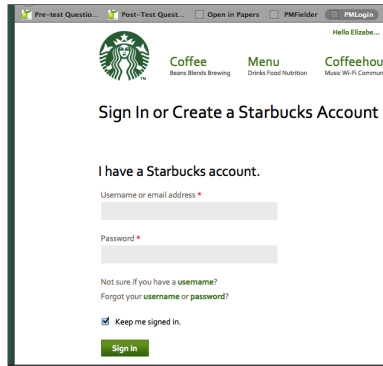 Pre-test Questio... Post-Test Quest... Open in Papers PMFielder PMLogin
Hello Elizabe...
Coffee Menu Coffeehou
Beans Blends Brewing Drinks Food Nutrition Music Wi-Fi Commun
Sign In or Create a Starbucks Account
I have a Starbucks account.
Username or email address *
Password *
Not sure if you have a username?
Forgot your username or password?
Keep me signed in.
Sign In